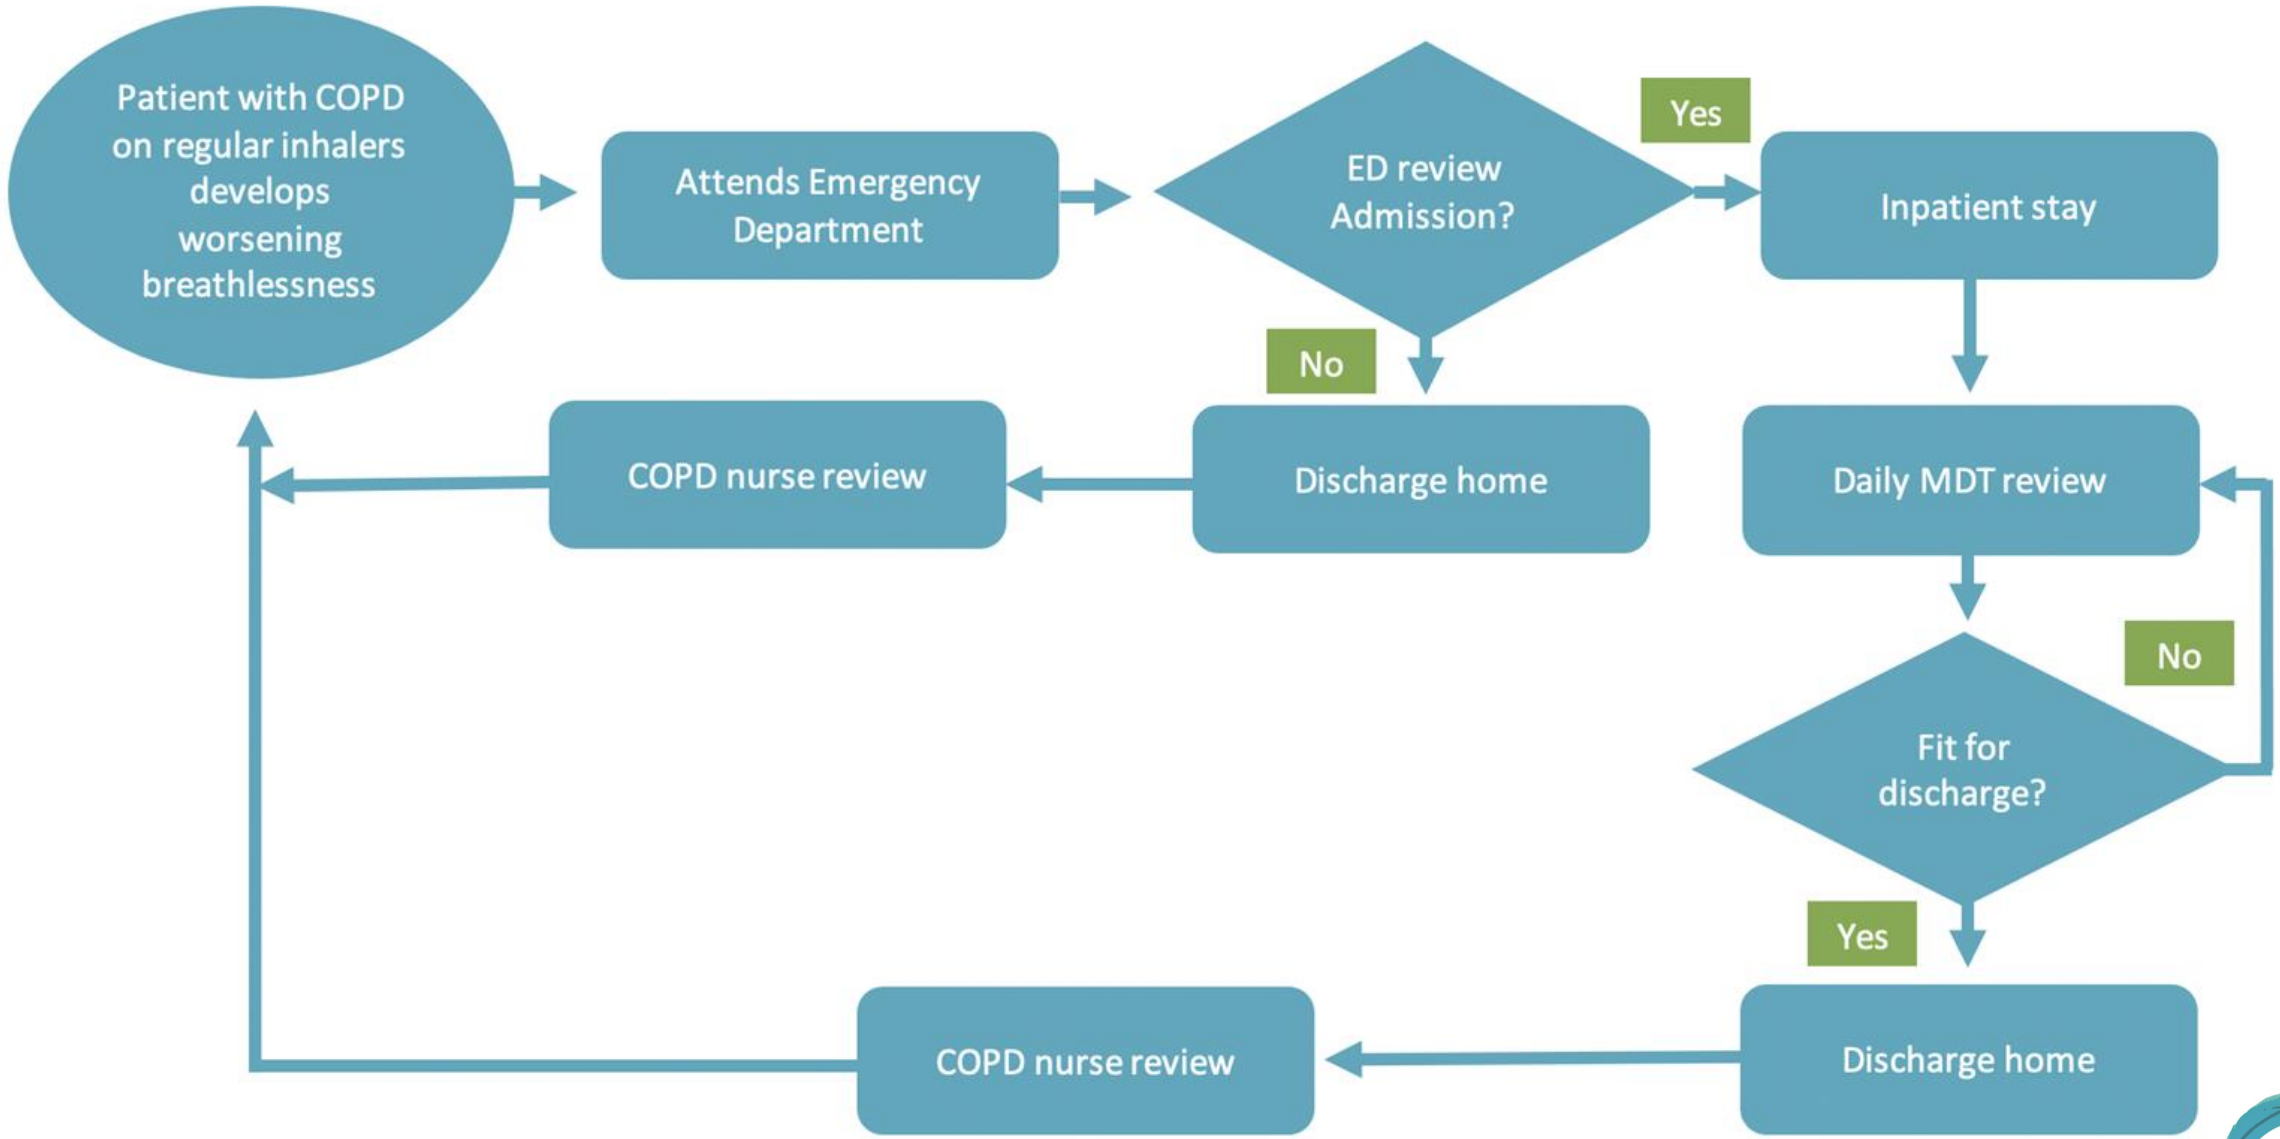 Patient with COPD
on regular inhalers
develops
worsening
breathlessness
Attends Emergency
Department
ED review
Admission?
Yes
Inpatient stay
No
COPD nurse review
Discharge home
Daily MDT review
No
Fit for
discharge?
Yes
COPD nurse review
Discharge home